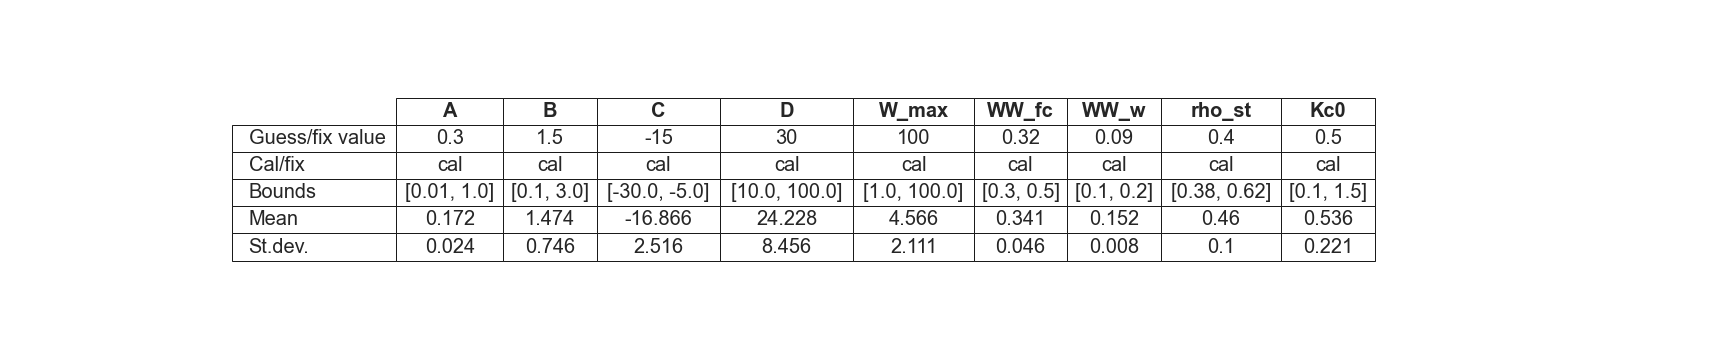 A B C D W_max WW_fc WW_w rho_st Kc0
Guess/fix value 0.3 1.5 -15 30 100 0.32 0.09 0.4 0.5
Cal/fix cal cal cal cal cal cal cal cal cal
Bounds [0.01, 1.0] [0.1, 3.0] [-30.0, -5.0] [10.0, 100.0] [1.0, 100.0] [0.3, 0.5] [0.1, 0.2] [0.38, 0.62] [0.1, 1.5]
Mean 0.172 1.474 -16.866 24.228 4.566 0.341 0.152 0.46 0.536
St.dev. 0.024 0.746 2.516 8.456 2.111 0.046 0.008 0.1 0.221